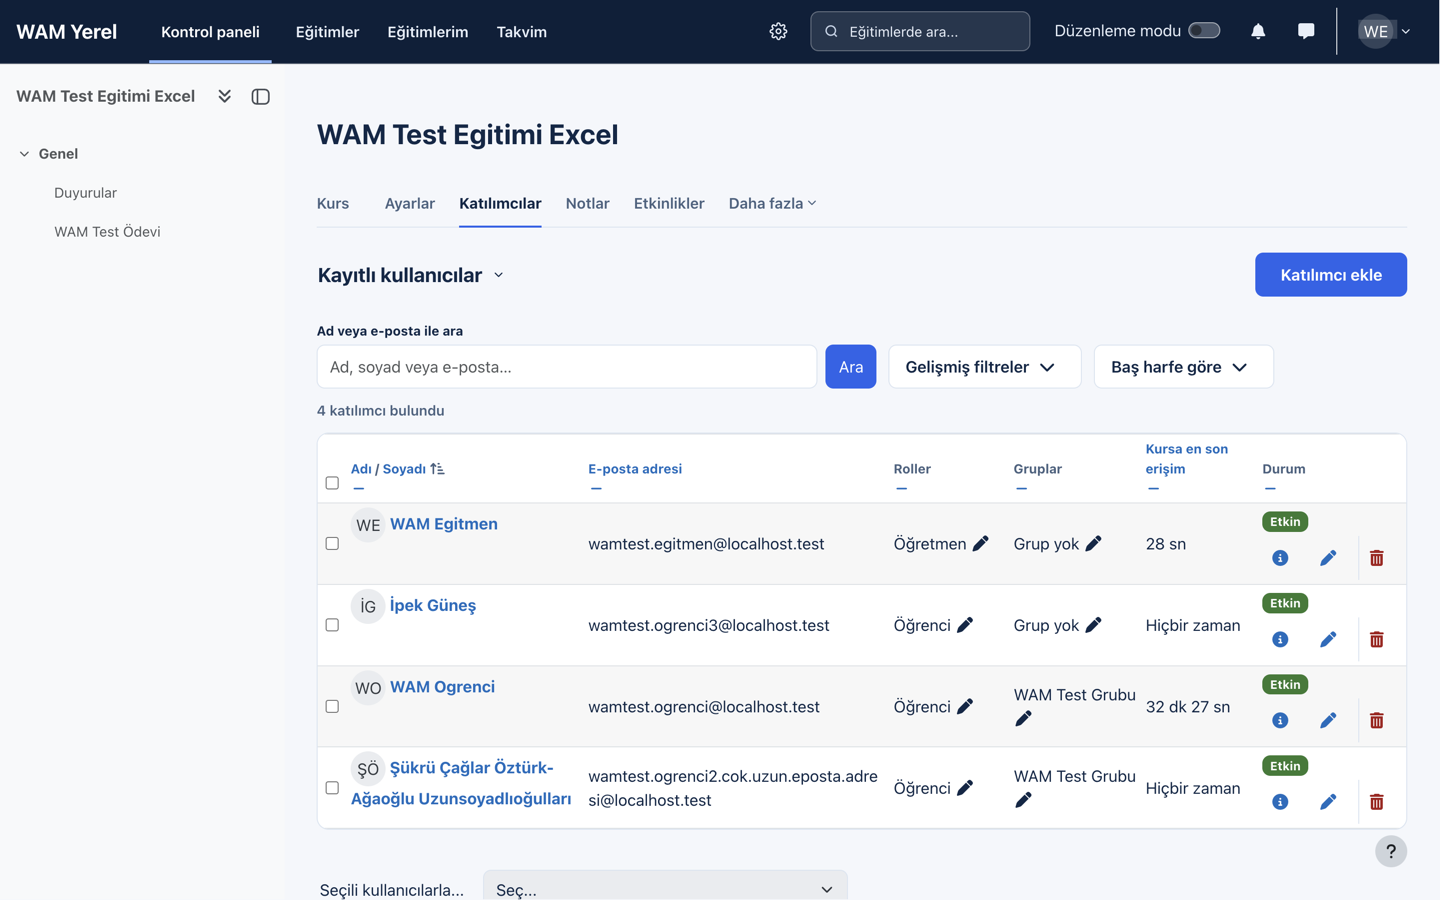 WAM Yerel
Kontrol paneli
Eğitimler
Eğitimlerim
Takvim
Eğitimlerde ara...
Düzenleme modu
WE
WAM Test Egitimi Excel
Genel
Duyurular
WAM Test Ödevi
WAM Test Egitimi Excel
Kurs
Ayarlar
Katılımcılar
Notlar
Etkinlikler
Daha fazla
Kayıtlı kullanıcılar
Katılımcı ekle
Ad veya e-posta ile ara
Ad, soyad veya e-posta...
Ara
Gelişmiş filtreler
Baş harfe göre
4 katılımcı bulundu
Adı / Soyadı
E-posta adresi
Roller
Gruplar
Kursa en son
erişim
Durum
WE WAM Egitmen
wamtest.egitmen@localhost.test
Öğretmen
Grup yok
28 sn
Etkin
İG İpek Güneş
wamtest.ogrenci3@localhost.test
Öğrenci
Grup yok
Hiçbir zaman
Etkin
WO WAM Ogrenci
wamtest.ogrenci@localhost.test
Öğrenci
WAM Test Grubu
32 dk 27 sn
Etkin
ŞÖ Şükrü Çağlar Öztürk-
Ağaoğlu Uzunsoyadlıoğulları
wamtest.ogrenci2.cok.uzun.eposta.adre
si@localhost.test
Öğrenci
WAM Test Grubu
Hiçbir zaman
Etkin
?
Seçili kullanıcılarla...
Seç...